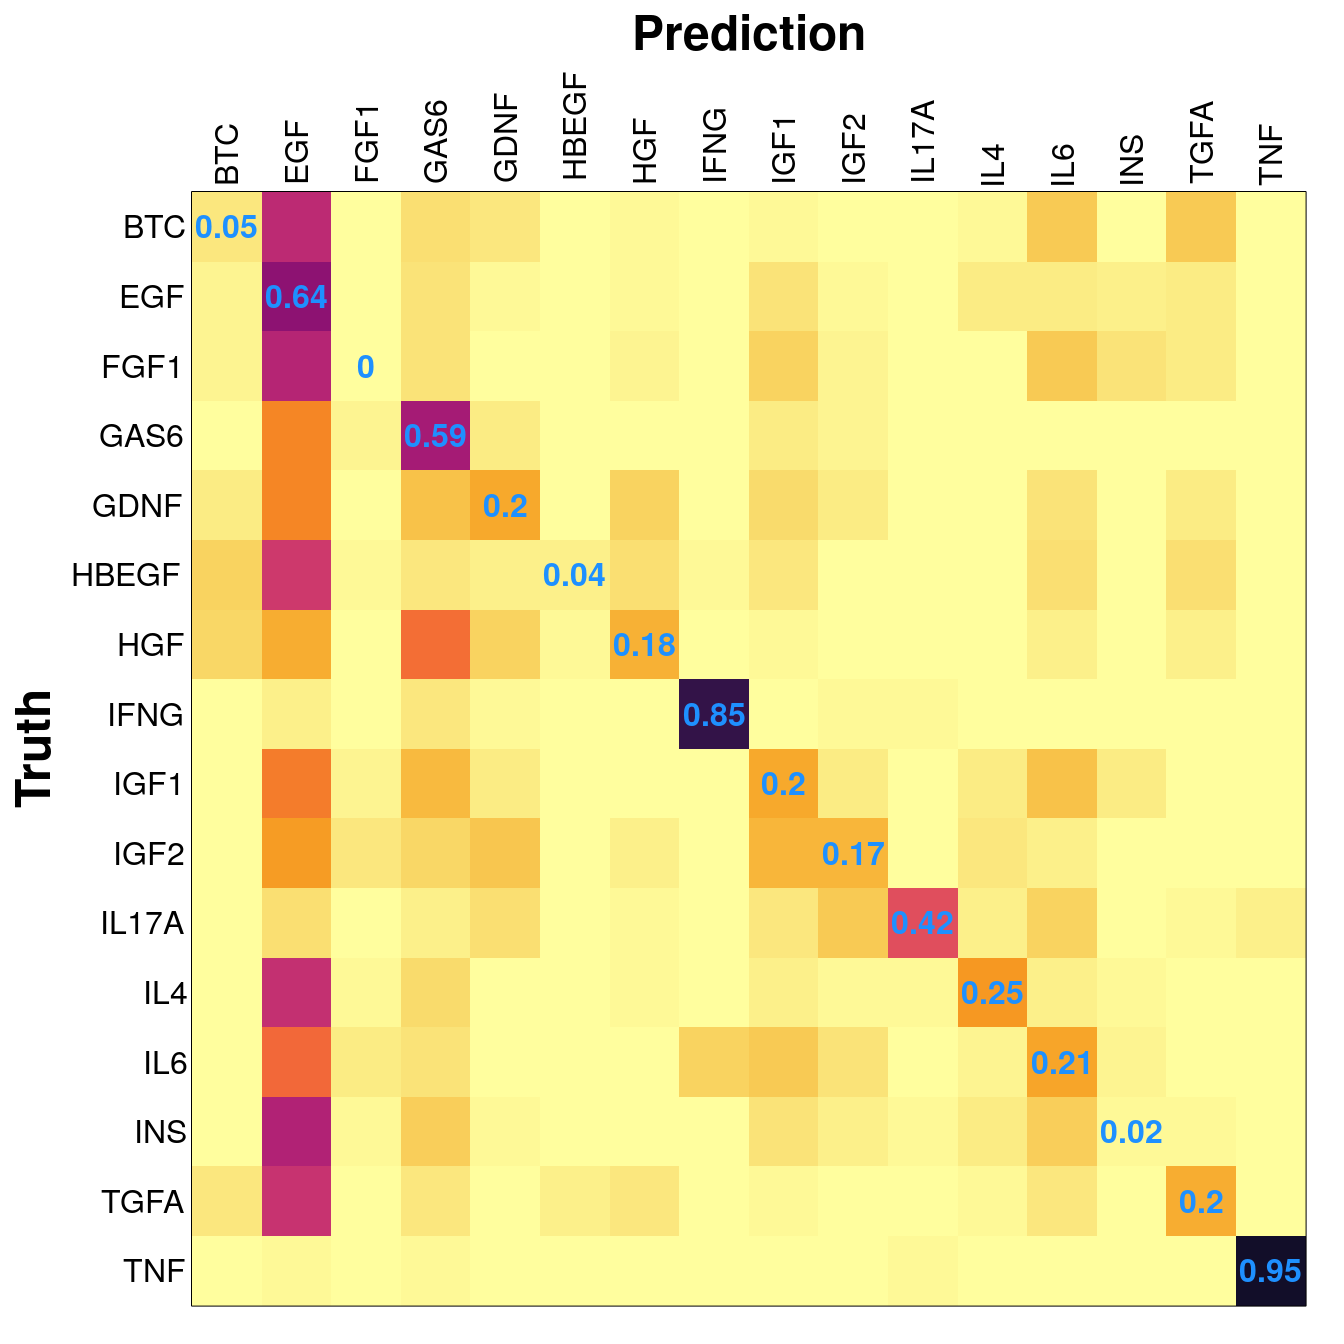 Prediction
BTC EGF FGF1 GAS6 GDNF HBEGF HGF IFNG IGF1 IGF2 IL17A IL4 IL6 INS TGFA TNF
Truth
BTC 0.05
EGF 0.64
FGF1 0
GAS6 0.59
GDNF 0.2
HBEGF 0.04
HGF 0.18
IFNG 0.85
IGF1 0.2
IGF2 0.17
IL17A 0.42
IL4 0.25
IL6 0.21
INS 0.02
TGFA 0.2
TNF 0.95